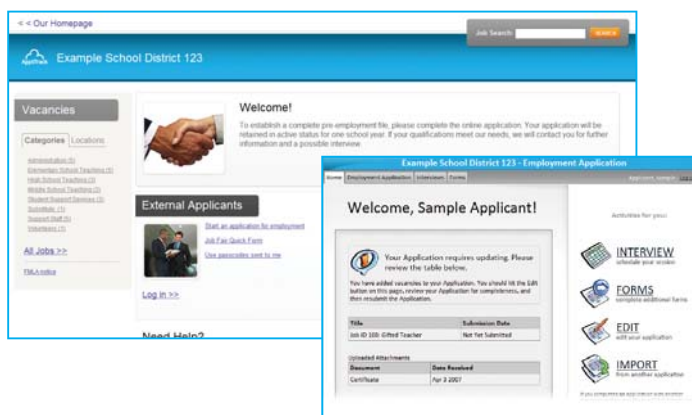 < < Our Homepage
Job Search:
SEARCH
AppliTrack
Example School District 123
Vacancies
Categories Locations
Administration (5)
Elementary School Teaching (5)
High School Teaching (3)
Middle School Teaching (2)
Student Support Services (3)
Substitute (1)
Support Staff (5)
Volunteers (1)
All Jobs >>
FMLA notice
Welcome!
To establish a complete pre-employment file, please complete the online application. Your application will be
retained in active status for one school year. If your qualifications meet our needs, we will contact you for further
information and a possible interview.
External Applicants
Start an application for employment
Job Fair Quick Form
Use passcodes sent to me
Log In >>
Need Help?
Example School District 123 - Employment Application
Home Employment Application Interviews Forms
Welcome, Sample Applicant!
Your Application requires updating. Please
review the table below.
You have added vacancies to your Application. You should hit the Edit
button on this page, review your Application for completeness, and
then resubmit the Application.
Title Submission Date
Job ID 108: Gifted Teacher Not Yet Submitted
Uploaded Attachments
Document Date Received
Certificate Apr 3 2007
Activities for you:
INTERVIEW
schedule your session
FORMS
complete additional forms
EDIT
edit your application
IMPORT
from another application